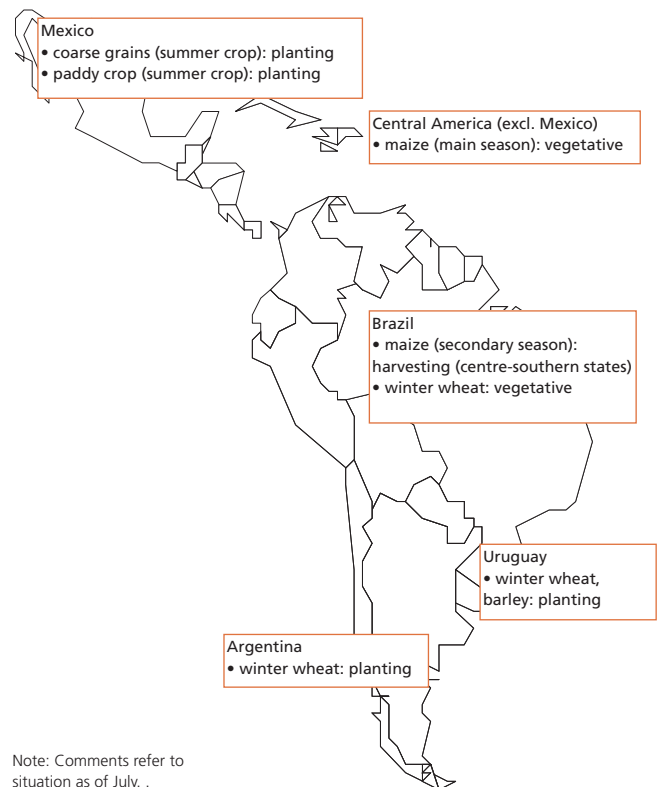 Mexico
• coarse grains (summer crop): planting
• paddy crop (summer crop): planting
Central America (excl. Mexico)
• maize (main season): vegetative
Brazil
• maize (secondary season):
harvesting (centre-southern states)
• winter wheat: vegetative
Uruguay
• winter wheat,
barley: planting
Argentina
• winter wheat: planting
Note: Comments refer to
situation as of July. .